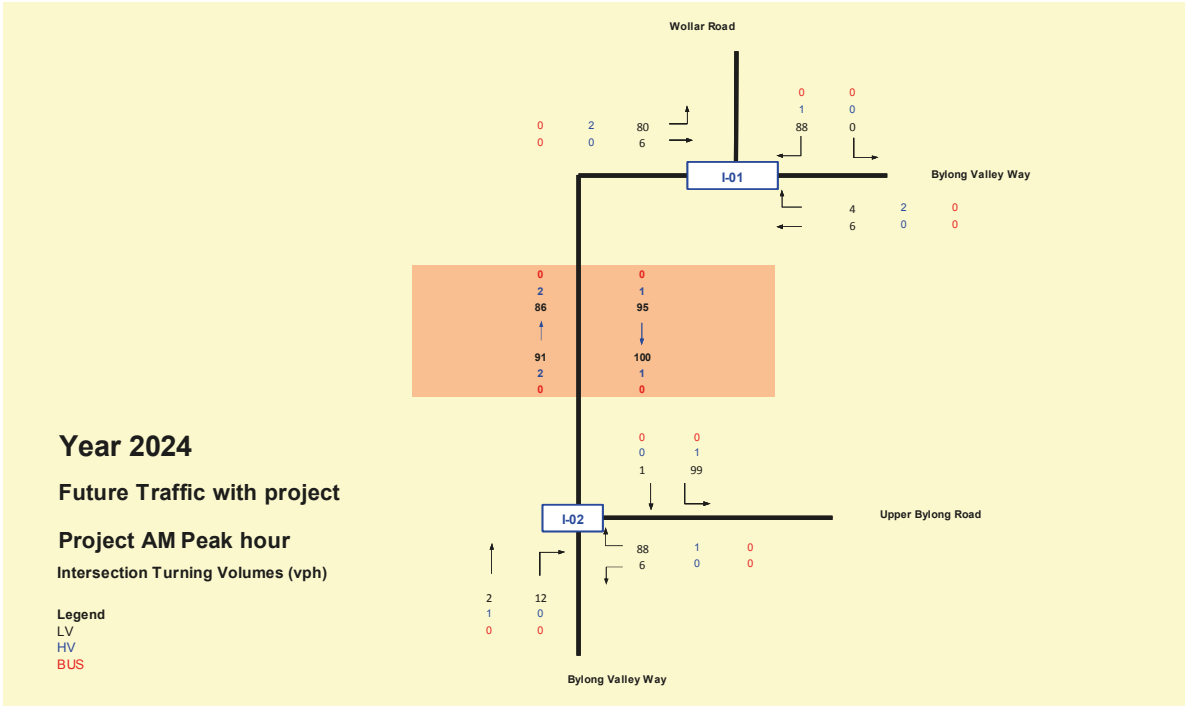 Wollar Road
0 0
1 0
88 0
0 2 80
0 0 6
I-01
Bylong Valley Way
4 2 0
6 0 0
0 0
2 1
86 95
91 100
2 1
0 0
Year 2024
Future Traffic with project
Project AM Peak hour
Intersection Turning Volumes (vph)
Legend
LV
HV
BUS
0 0
0 1
1 99
I-02
Upper Bylong Road
88 1 0
6 0 0
2 12
1 0
0 0
Bylong Valley Way